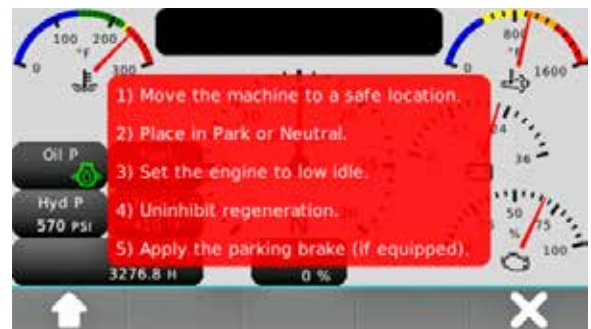 100 200
°F
0 300
800
°F
0 1600
1) Move the machine to a safe location.
2) Place in Park or Neutral.
3) Set the engine to low idle.
4) Uninhibit regeneration.
5) Apply the parking brake (if equipped).
Oil P
Hyd P
570 PSI
24
36
50
75
%
100
3276.8 H
0 %